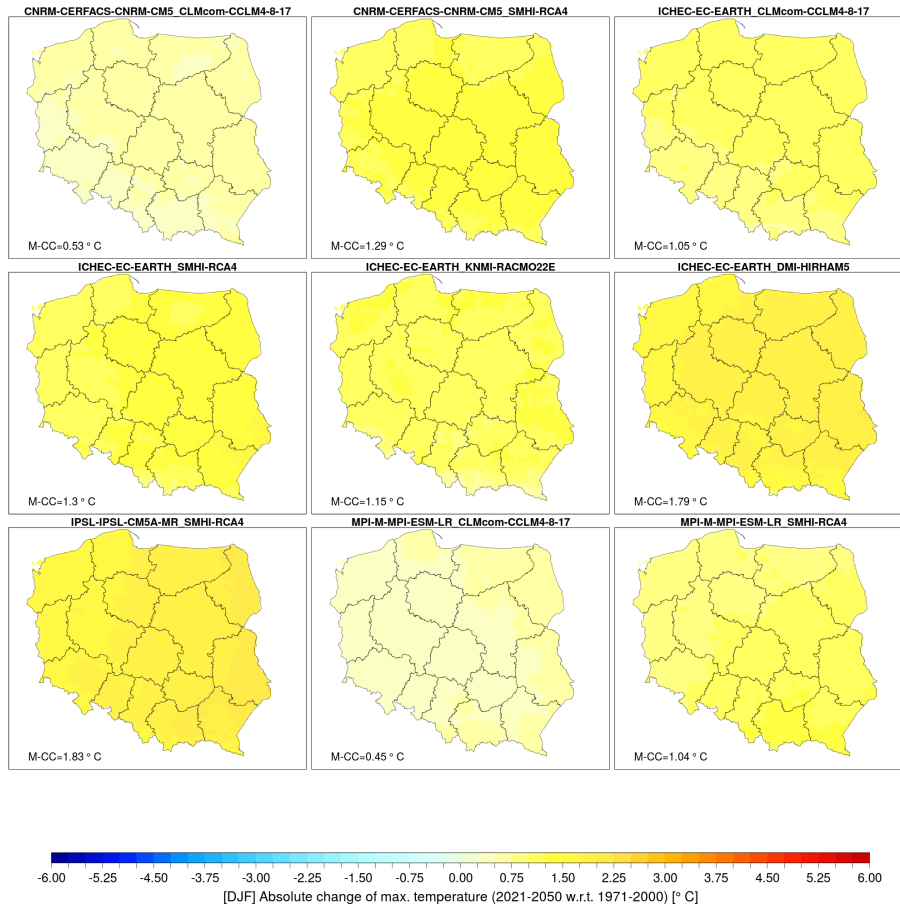 CNRM-CERFACS-CNRM-CM5_CLMcom-CCLM4-8-17
CNRM-CERFACS-CNRM-CM5_SMHI-RCA4
ICHEC-EC-EARTH_CLMcom-CCLM4-8-17
M-CC=0.53 ° C
M-CC=1.29 ° C
M-CC=1.05 ° C
ICHEC-EC-EARTH_SMHI-RCA4
ICHEC-EC-EARTH_KNMI-RACMO22E
ICHEC-EC-EARTH_DMI-HIRHAM5
M-CC=1.3 ° C
M-CC=1.15 ° C
M-CC=1.79 ° C
IPSL-IPSL-CM5A-MR_SMHI-RCA4
MPI-M-MPI-ESM-LR_CLMcom-CCLM4-8-17
MPI-M-MPI-ESM-LR_SMHI-RCA4
M-CC=1.83 ° C
M-CC=0.45 ° C
M-CC=1.04 ° C
-6.00 -5.25 -4.50 -3.75 -3.00 -2.25 -1.50 -0.75 0.00 0.75 1.50 2.25 3.00 3.75 4.50 5.25 6.00
[DJF] Absolute change of max. temperature (2021-2050 w.r.t. 1971-2000) [° C]